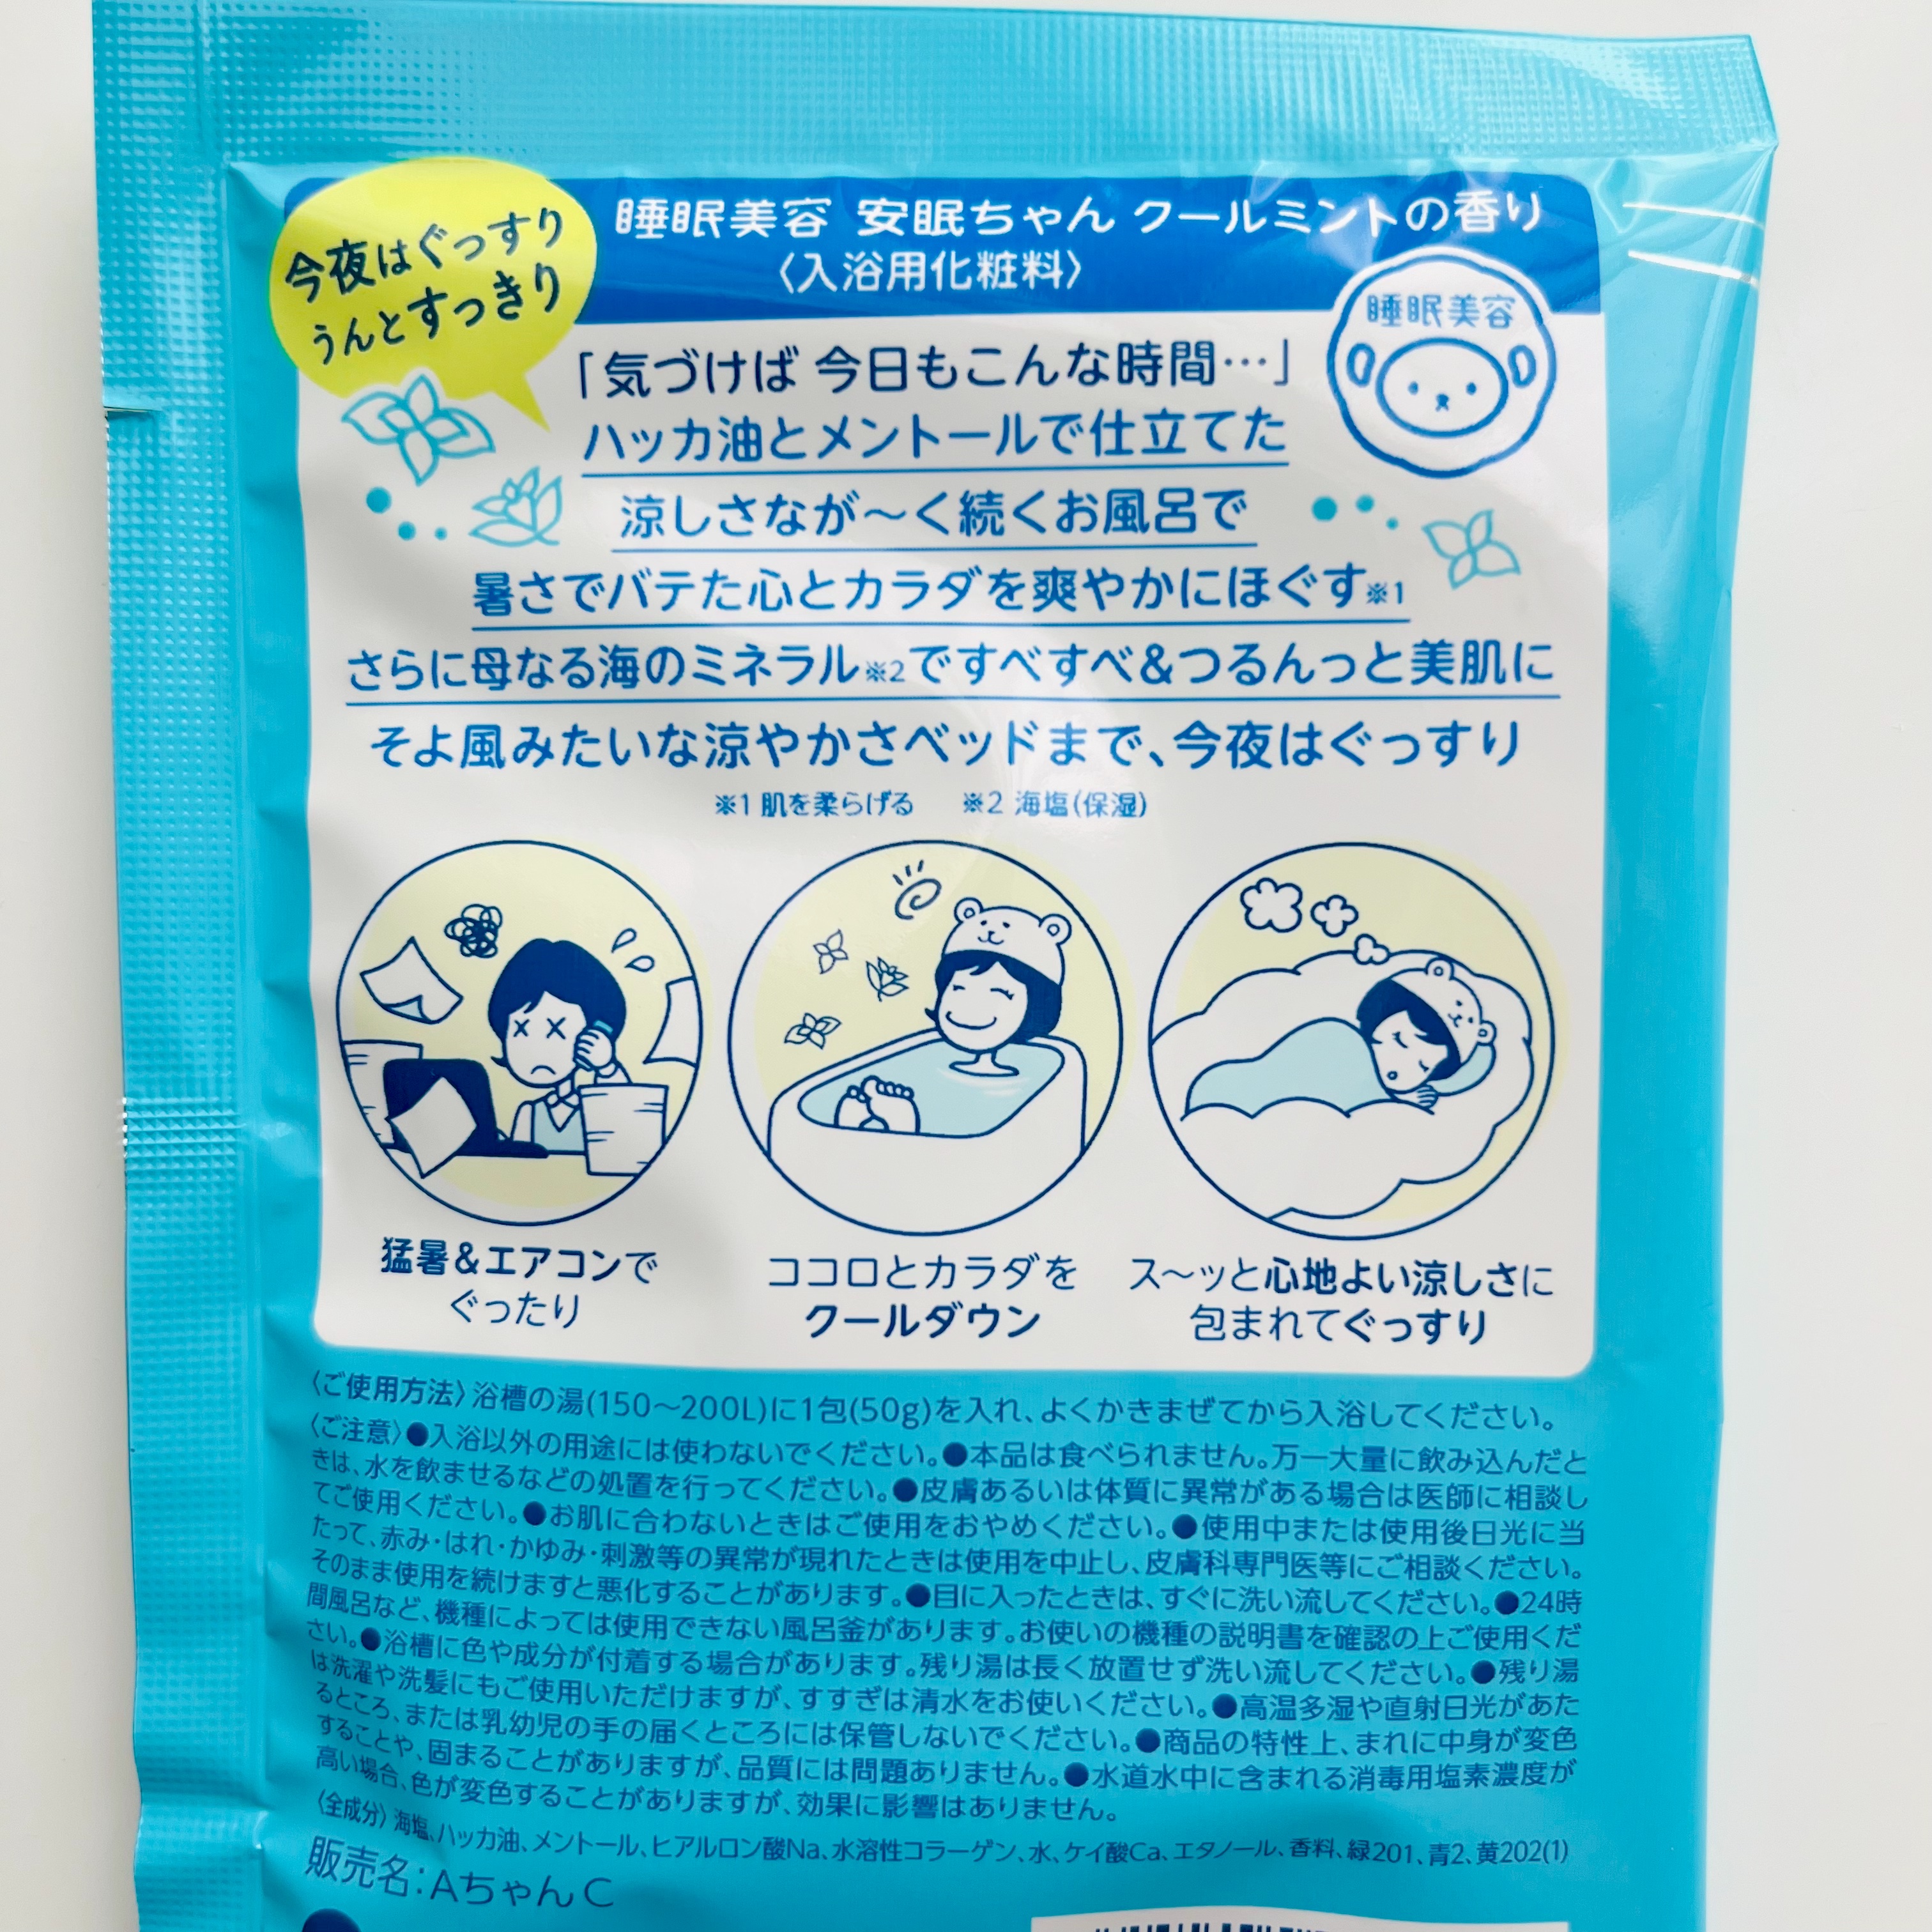 今夜はぐっすり
うんとすっきり
睡眠美容 安眠ちゃん クールミントの香り
〈入浴用化粧料〉
睡眠美容
「気づけば 今日もこんな時間…」
ハッカ油とメントールで仕立てた
涼しさなが〜く続くお風呂で
暑さでバテた心とカラダを爽やかにほぐす※1
さらに母なる海のミネラル※2ですべすべ&つるんっと美肌に
そよ風みたいな涼やかさベッドまで、今夜はぐっすり
※1 肌を柔らげる ※2 海塩(保湿)
猛暑&エアコンで
ぐったり
ココロとカラダを
クールダウン
ス〜ッと心地よい涼しさに
包まれてぐっすり
〈ご使用方法〉浴槽の湯(150〜200L)に1包(50g)を入れ、よくかきまぜてから入浴してください。
〈ご注意〉●入浴以外の用途には使わないでください。●本品は食べられません。万一大量に飲み込んだと
きは、水を飲ませるなどの処置を行ってください。●皮膚あるいは体質に異常がある場合は医師に相談し
てご使用ください。●お肌に合わないときはご使用をおやめください。●使用中または使用後日光に当
たって、赤み・はれ・かゆみ・刺激等の異常が現れたときは使用を中止し、皮膚科専門医等にご相談ください。
そのまま使用を続けますと悪化することがあります。●目に入ったときは、すぐに洗い流してください。●24時
間風呂など、機種によっては使用できない風呂釜があります。お使いの機種の説明書を確認の上ご使用くだ
さい。●浴槽に色や成分が付着する場合があります。残り湯は長く放置せず洗い流してください。●残り湯
は洗濯や洗髪にもご使用いただけますが、すすぎは清水をお使いください。●高温多湿や直射日光があた
るところ、または乳幼児の手の届くところには保管しないでください。●商品の特性上、まれに中身が変色
することや、固まることがありますが、品質には問題ありません。●水道水中に含まれる消毒用塩素濃度が
高い場合、色が変色することがありますが、効果に影響はありません。
〈全成分〉海塩、ハッカ油、メントール、ヒアルロン酸Na、水溶性コラーゲン、水、ケイ酸Ca、エタノール、香料、緑201、青2、黄202(1)
販売名：AちゃんC